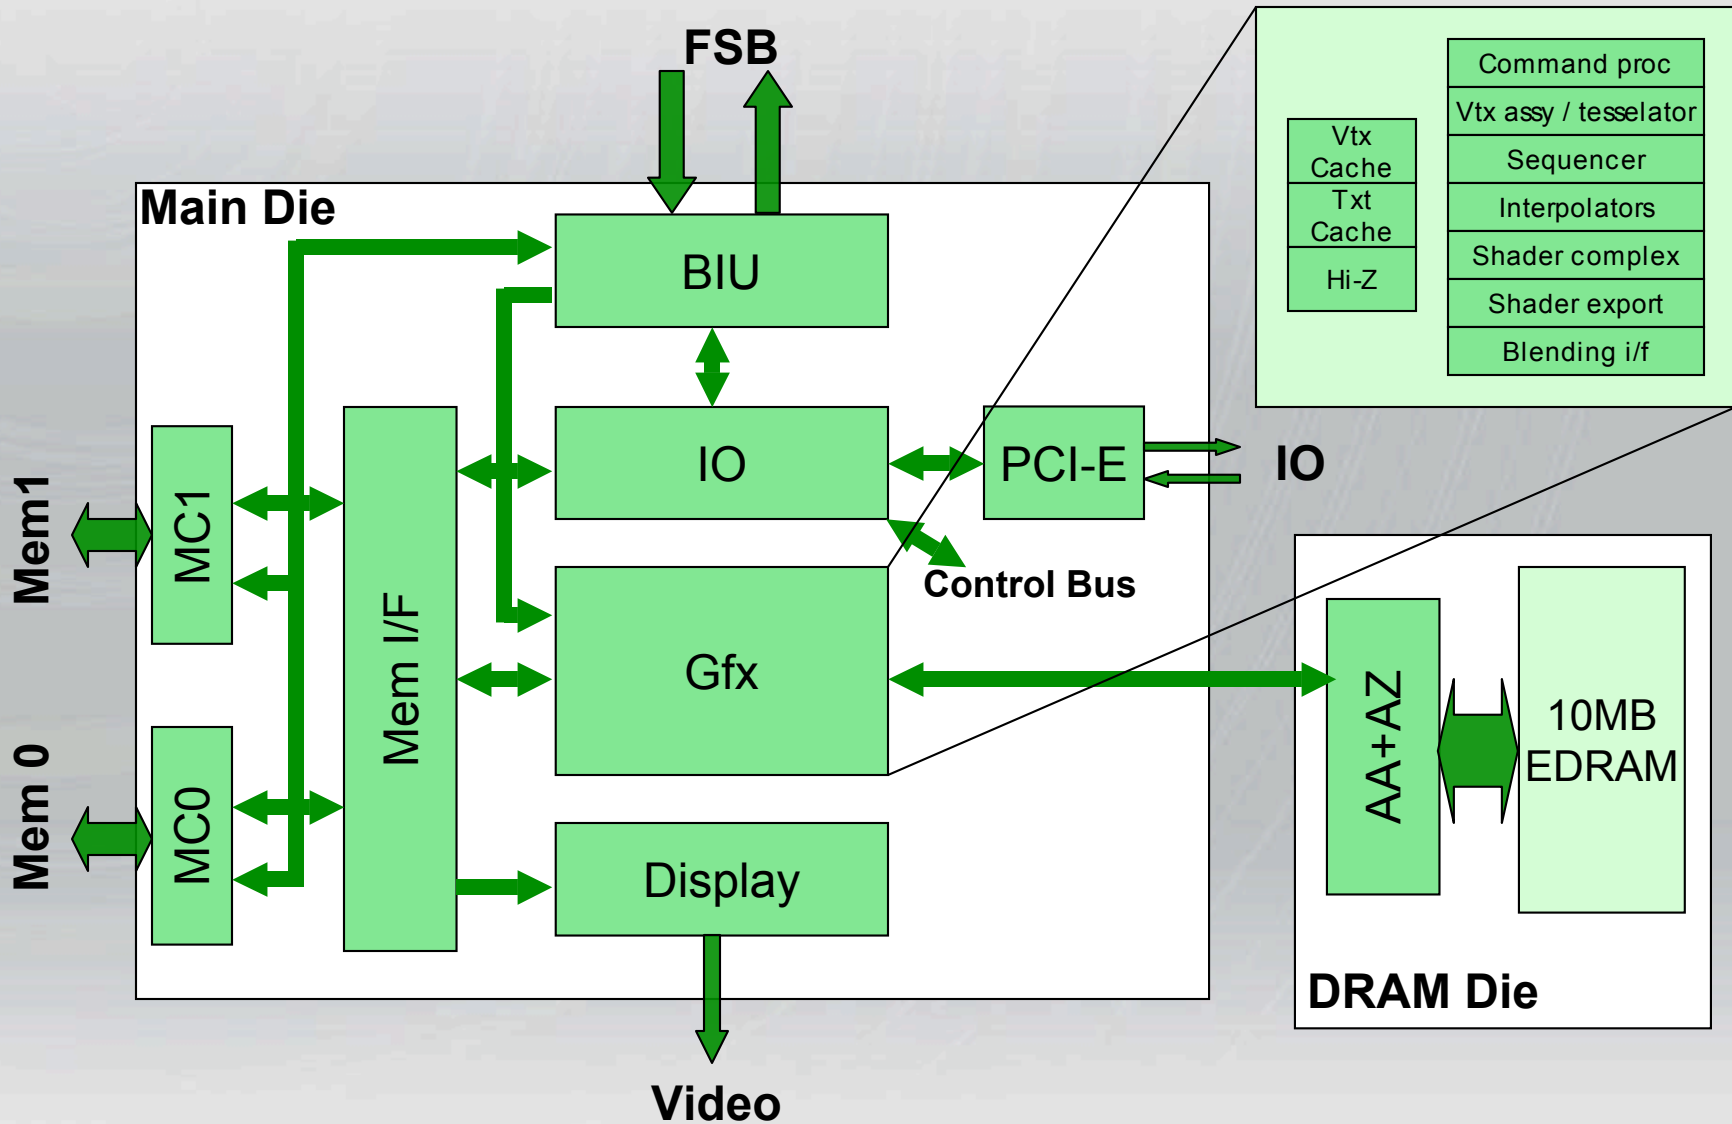 FSB
Main Die
BIU
IO
PCI-E
IO
Control Bus
Mem1
MC1
Mem I/F
Gfx
Mem 0
MC0
Display
Video
Vtx
Cache
Txt
Cache
Hi-Z
Command proc
Vtx assy / tesselator
Sequencer
Interpolators
Shader complex
Shader export
Blending i/f
AA+AZ
10MB
EDRAM
DRAM Die